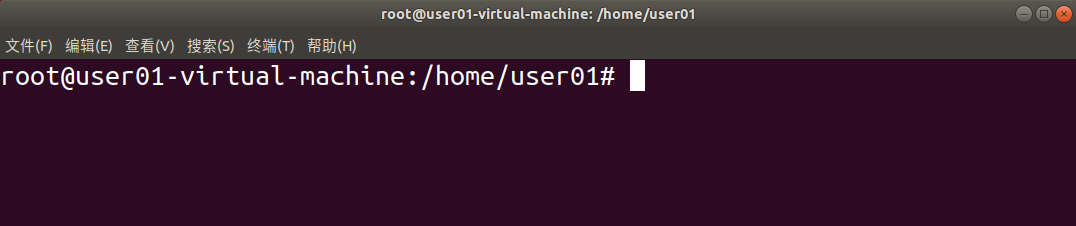 root@user01-virtual-machine: /home/user01
文件(F) 编辑(E) 查看(V) 搜索(S) 终端(T) 帮助(H)
root@user01-virtual-machine:/home/user01#